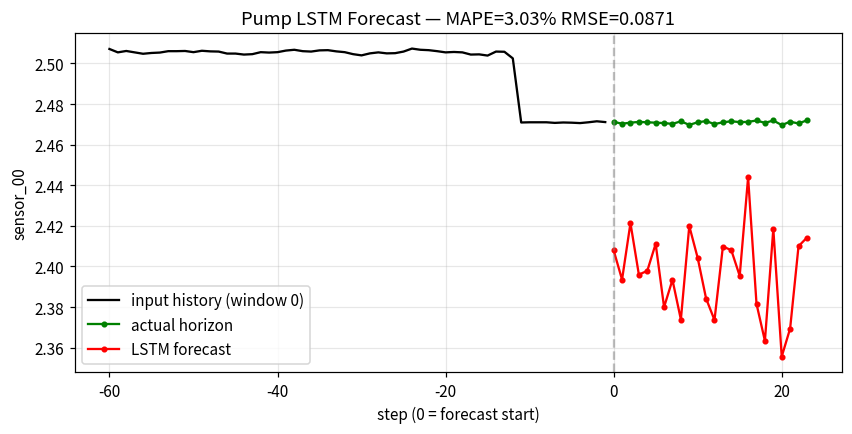 Pump LSTM Forecast — MAPE=3.03% RMSE=0.0871
sensor_00
2.50
2.48
2.46
2.44
2.42
2.40
2.38
2.36
input history (window 0)
actual horizon
LSTM forecast
-60
-40
-20
0
20
step (0 = forecast start)